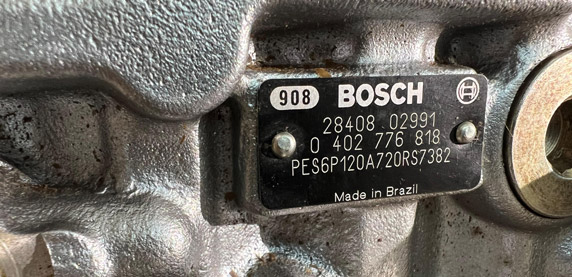 908 BOSCH
28408 02991
0 402 776 818
PES6P120A720RS7382
Made in Brazil